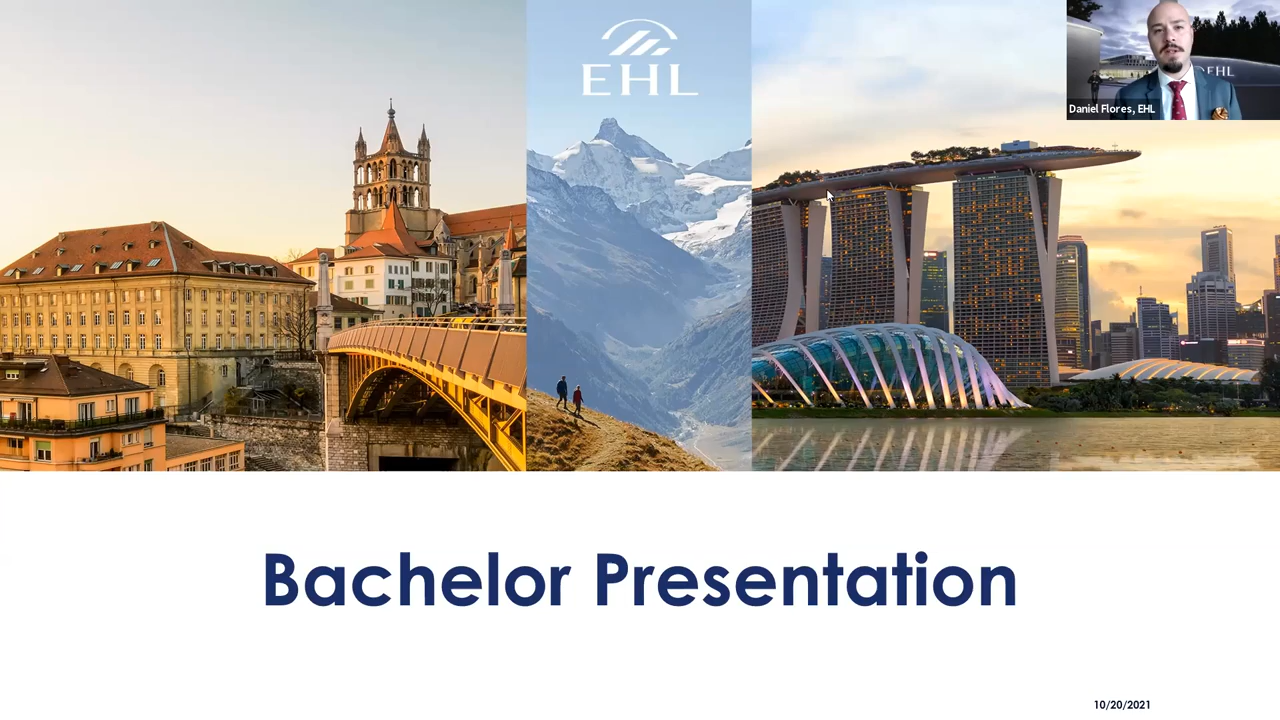 EHL
EHL
Daniel Flores, EHL
Bachelor Presentation
10/20/2021